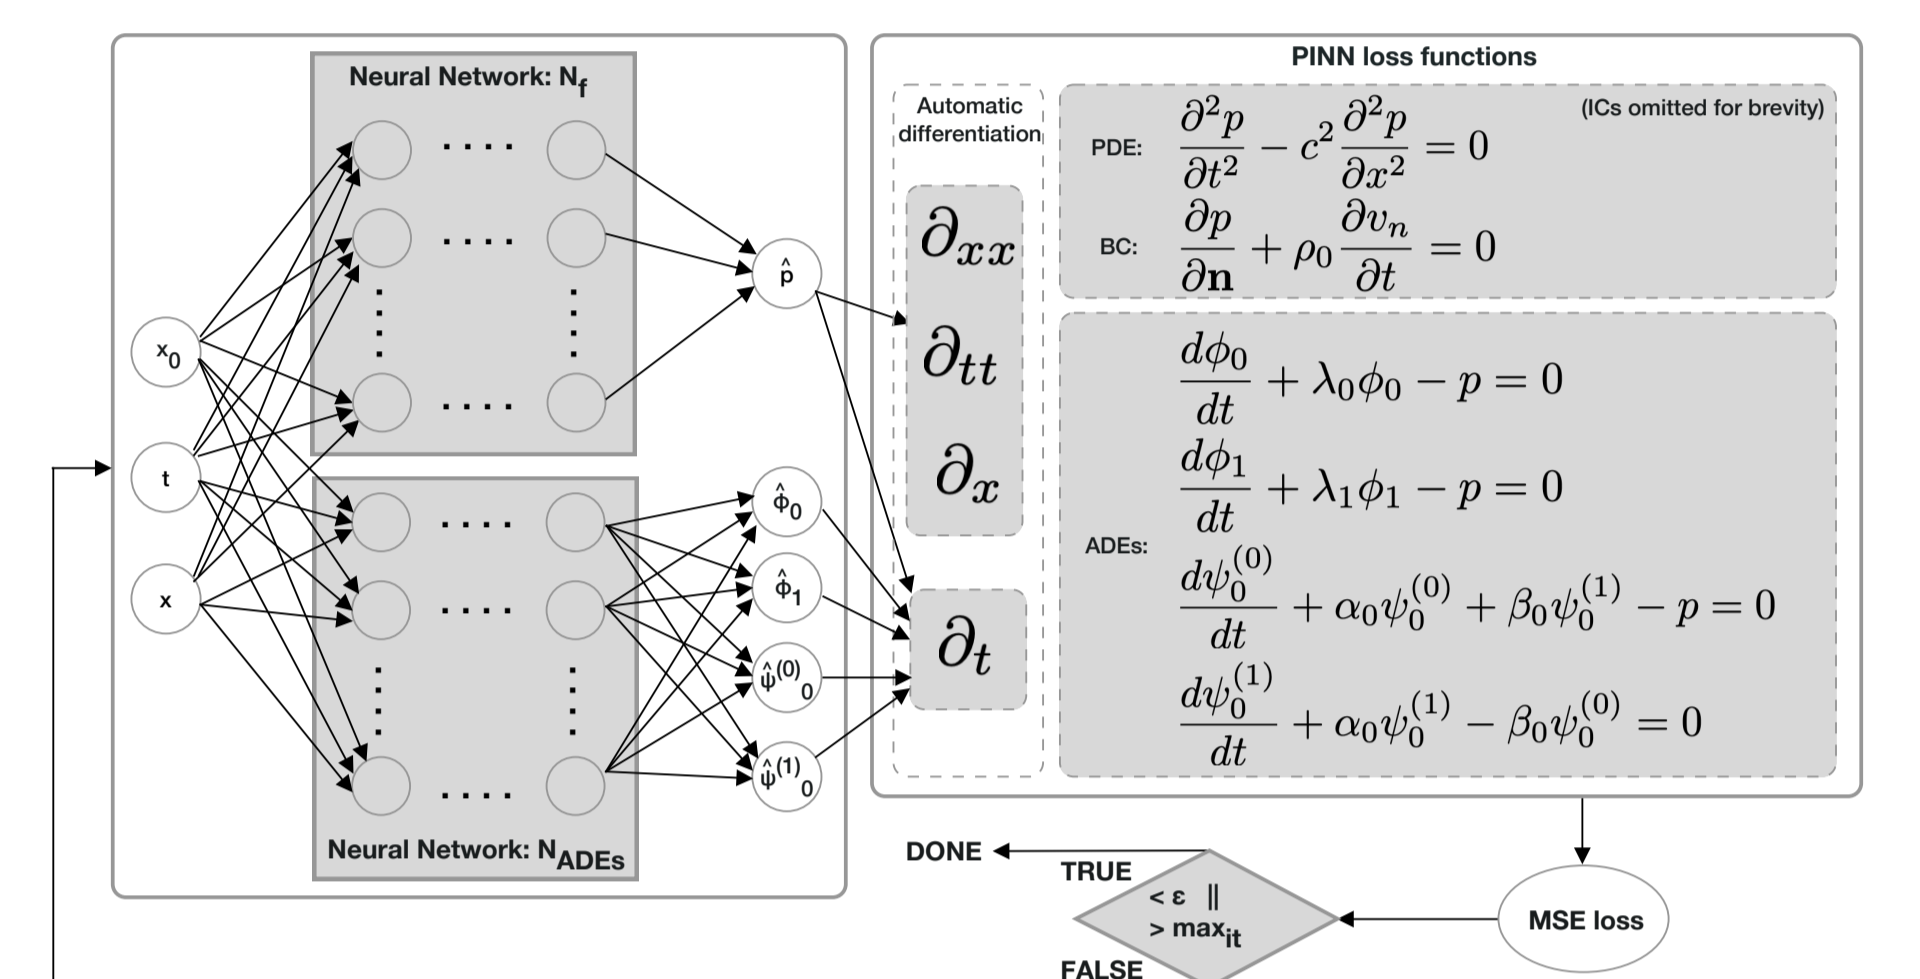 Neural Network: N_f
x_0
t
x
p̂
ϕ̂_0
ϕ̂_1
ψ̂^(0)_0
ψ̂^(1)_0
Neural Network: N_ADEs
PINN loss functions
Automatic
differentiation
∂_xx
∂_tt
∂_x
∂_t
(ICs omitted for brevity)
PDE: ∂²p/∂t² − c² ∂²p/∂x² = 0
BC: ∂p/∂n + ρ_0 ∂v_n/∂t = 0
ADEs:
dϕ_0/dt + λ_0ϕ_0 − p = 0
dϕ_1/dt + λ_1ϕ_1 − p = 0
dψ_0^(0)/dt + α_0ψ_0^(0) + β_0ψ_0^(1) − p = 0
dψ_0^(1)/dt + α_0ψ_0^(1) − β_0ψ_0^(0) = 0
MSE loss
< ε ||
> max_it
TRUE
DONE
FALSE